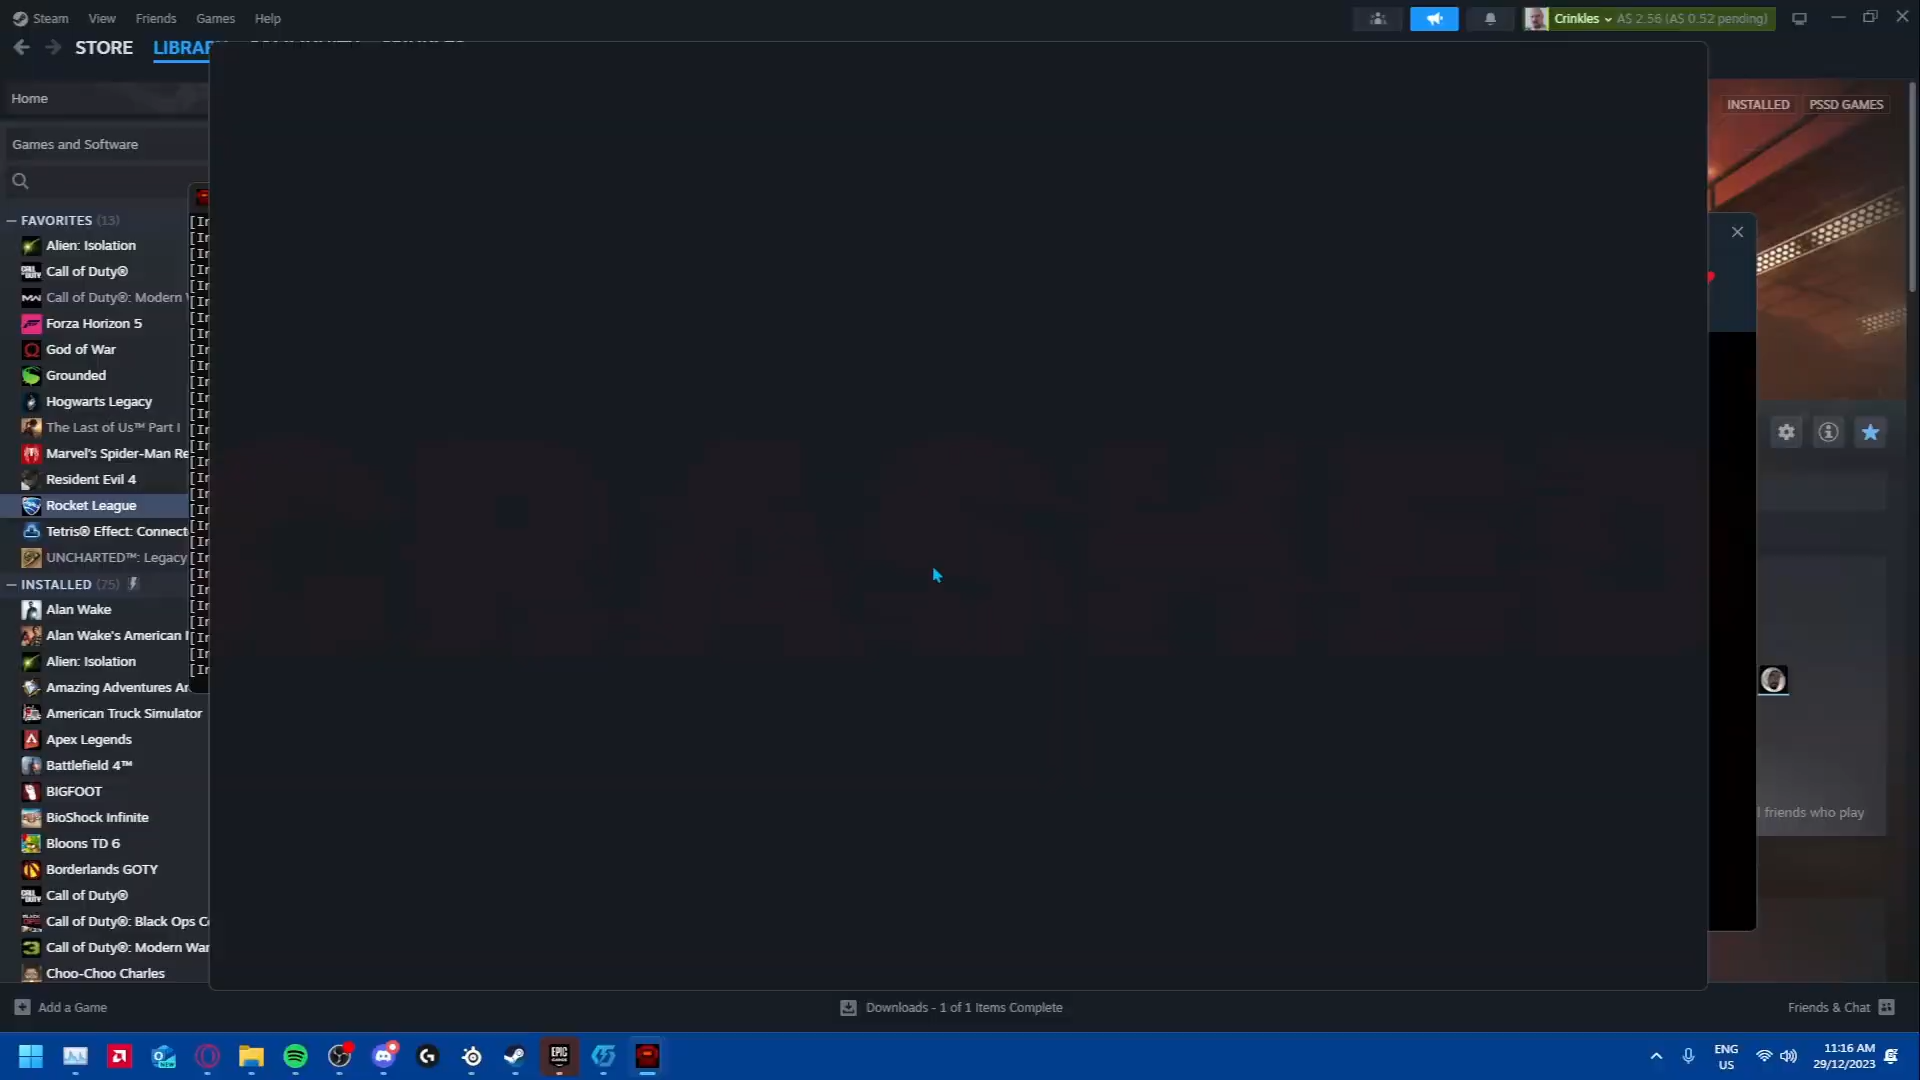 Steam View Friends Games Help
Crinkles A$ 2.56 (A$ 0.52 pending)
STORE LIBRARY
Home
INSTALLED PSSD GAMES
Games and Software
FAVORITES (13)
Alien: Isolation
Call of Duty®
Call of Duty®: Modern
Forza Horizon 5
God of War
Grounded
Hogwarts Legacy
The Last of Us™ Part I
Marvel's Spider-Man Re
Resident Evil 4
Rocket League
Tetris® Effect: Connect
UNCHARTED™: Legacy
INSTALLED (75)
Alan Wake
Alan Wake's American
Alien: Isolation
Amazing Adventures Ar
American Truck Simulator
Apex Legends
Battlefield 4™
BIGFOOT
BioShock Infinite
friends who play
Bloons TD 6
Borderlands GOTY
Call of Duty®
Call of Duty®: Black Ops
Call of Duty®: Modern War
Choo-Choo Charles
Add a Game
Downloads - 1 of 1 Items Complete
Friends & Chat
EPIC
ENG
US
11:16 AM
29/12/2023